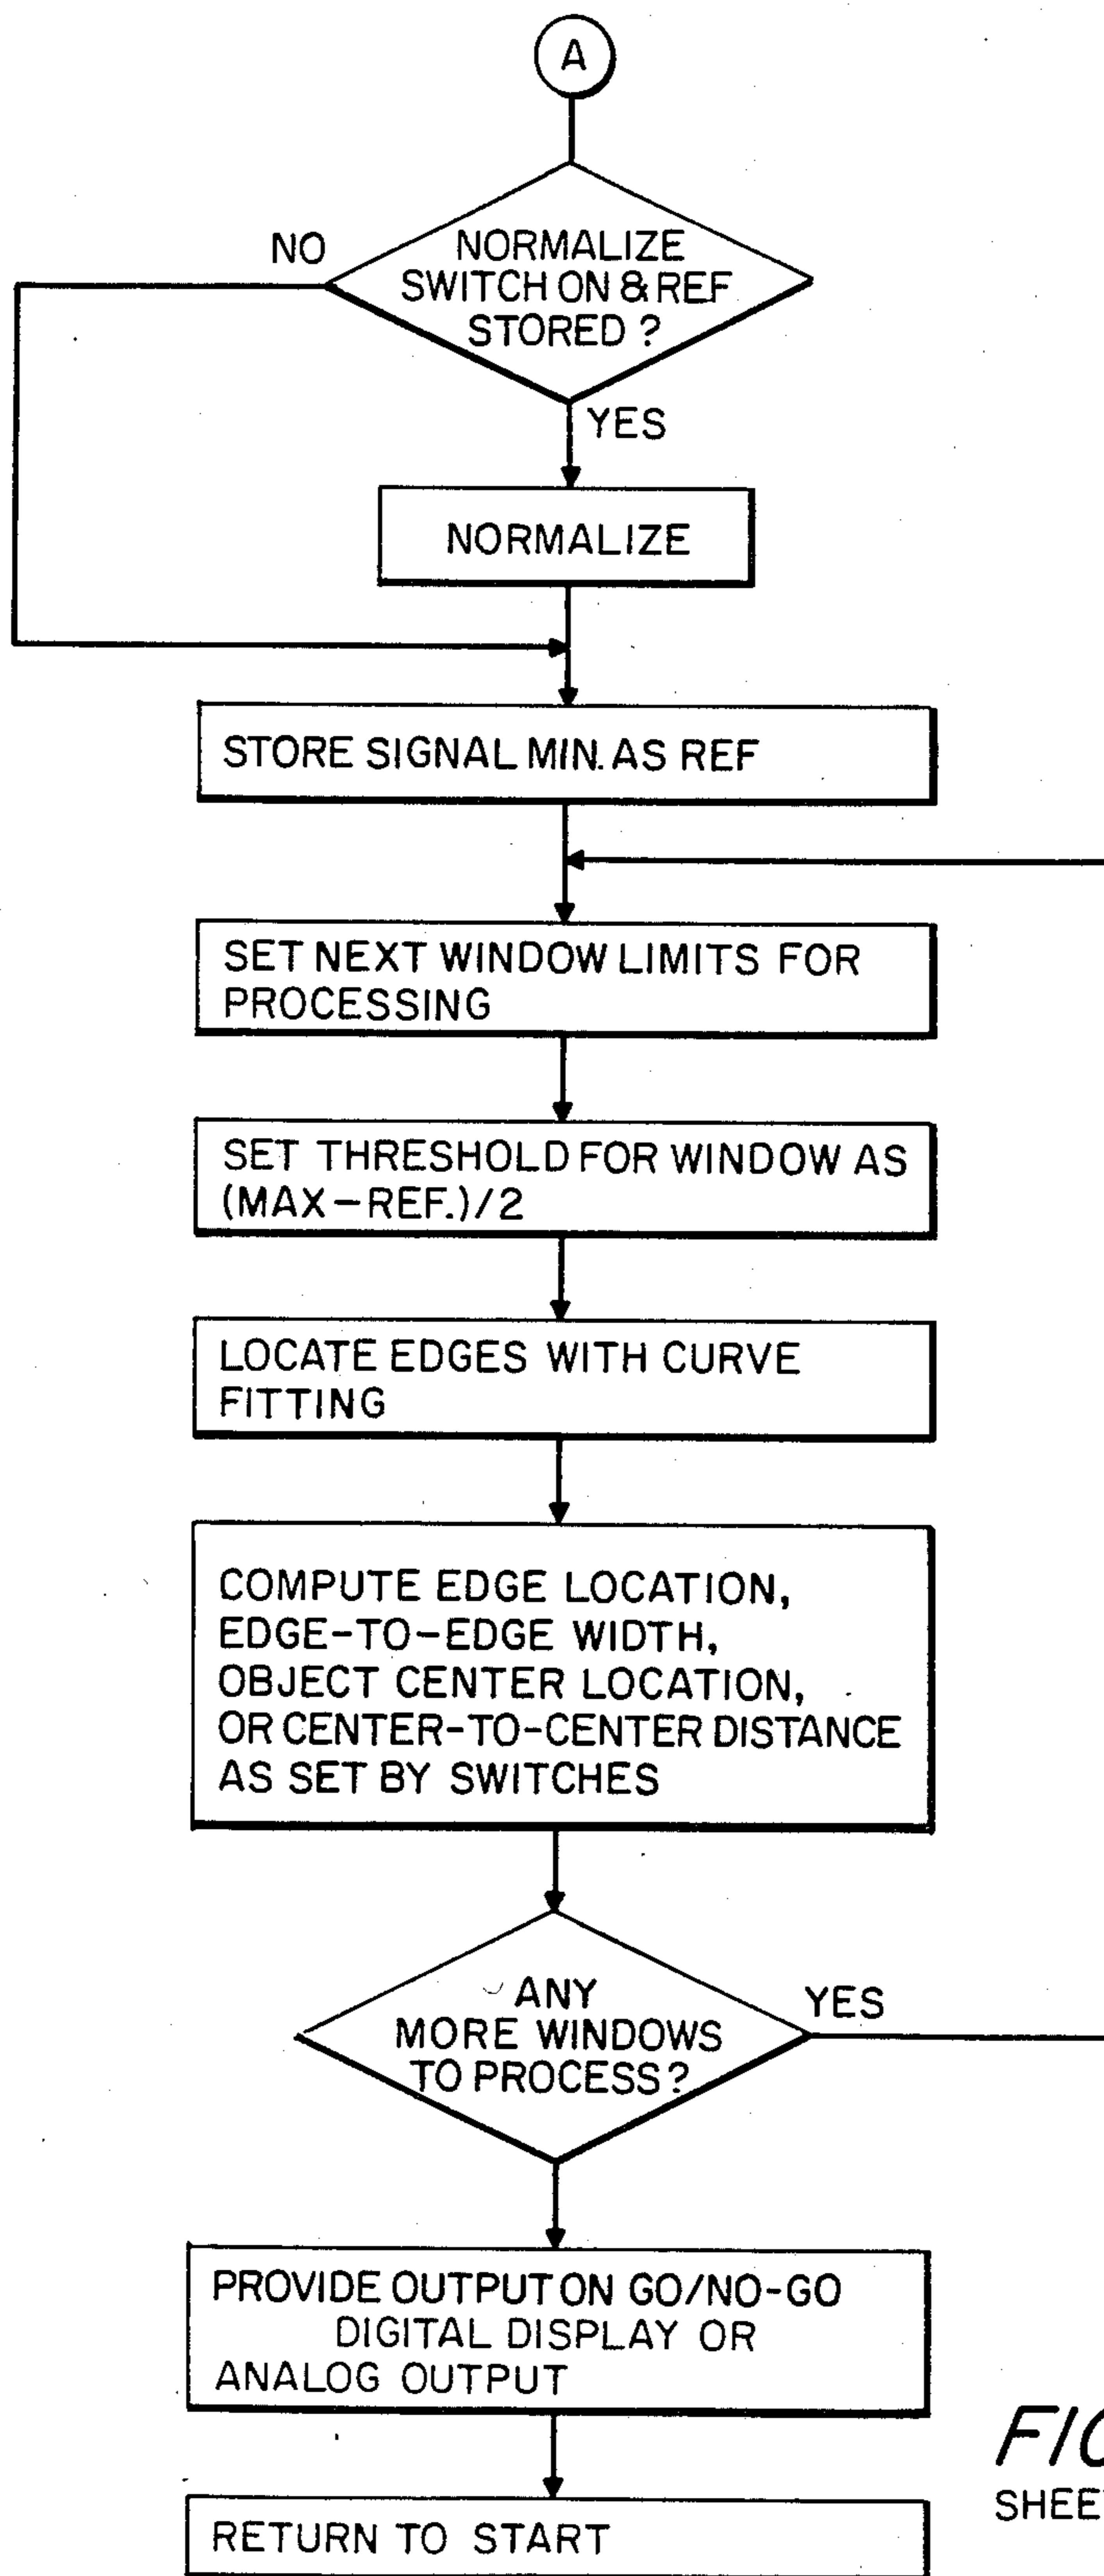 A
NO
NORMALIZE
SWITCH ON & REF
STORED ?
YES
NORMALIZE
STORE SIGNAL MIN. AS REF
SET NEXT WINDOW LIMITS FOR
PROCESSING
SET THRESHOLD FOR WINDOW AS
(MAX-REF.)/2
LOCATE EDGES WITH CURVE
FITTING
COMPUTE EDGE LOCATION,
EDGE-TO-EDGE WIDTH,
OBJECT CENTER LOCATION,
OR CENTER-TO-CENTER DISTANCE
AS SET BY SWITCHES
ANY
MORE WINDOWS
TO PROCESS?
YES
PROVIDE OUTPUT ON GO/NO-GO
DIGITAL DISPLAY OR
ANALOG OUTPUT
RETURN TO START